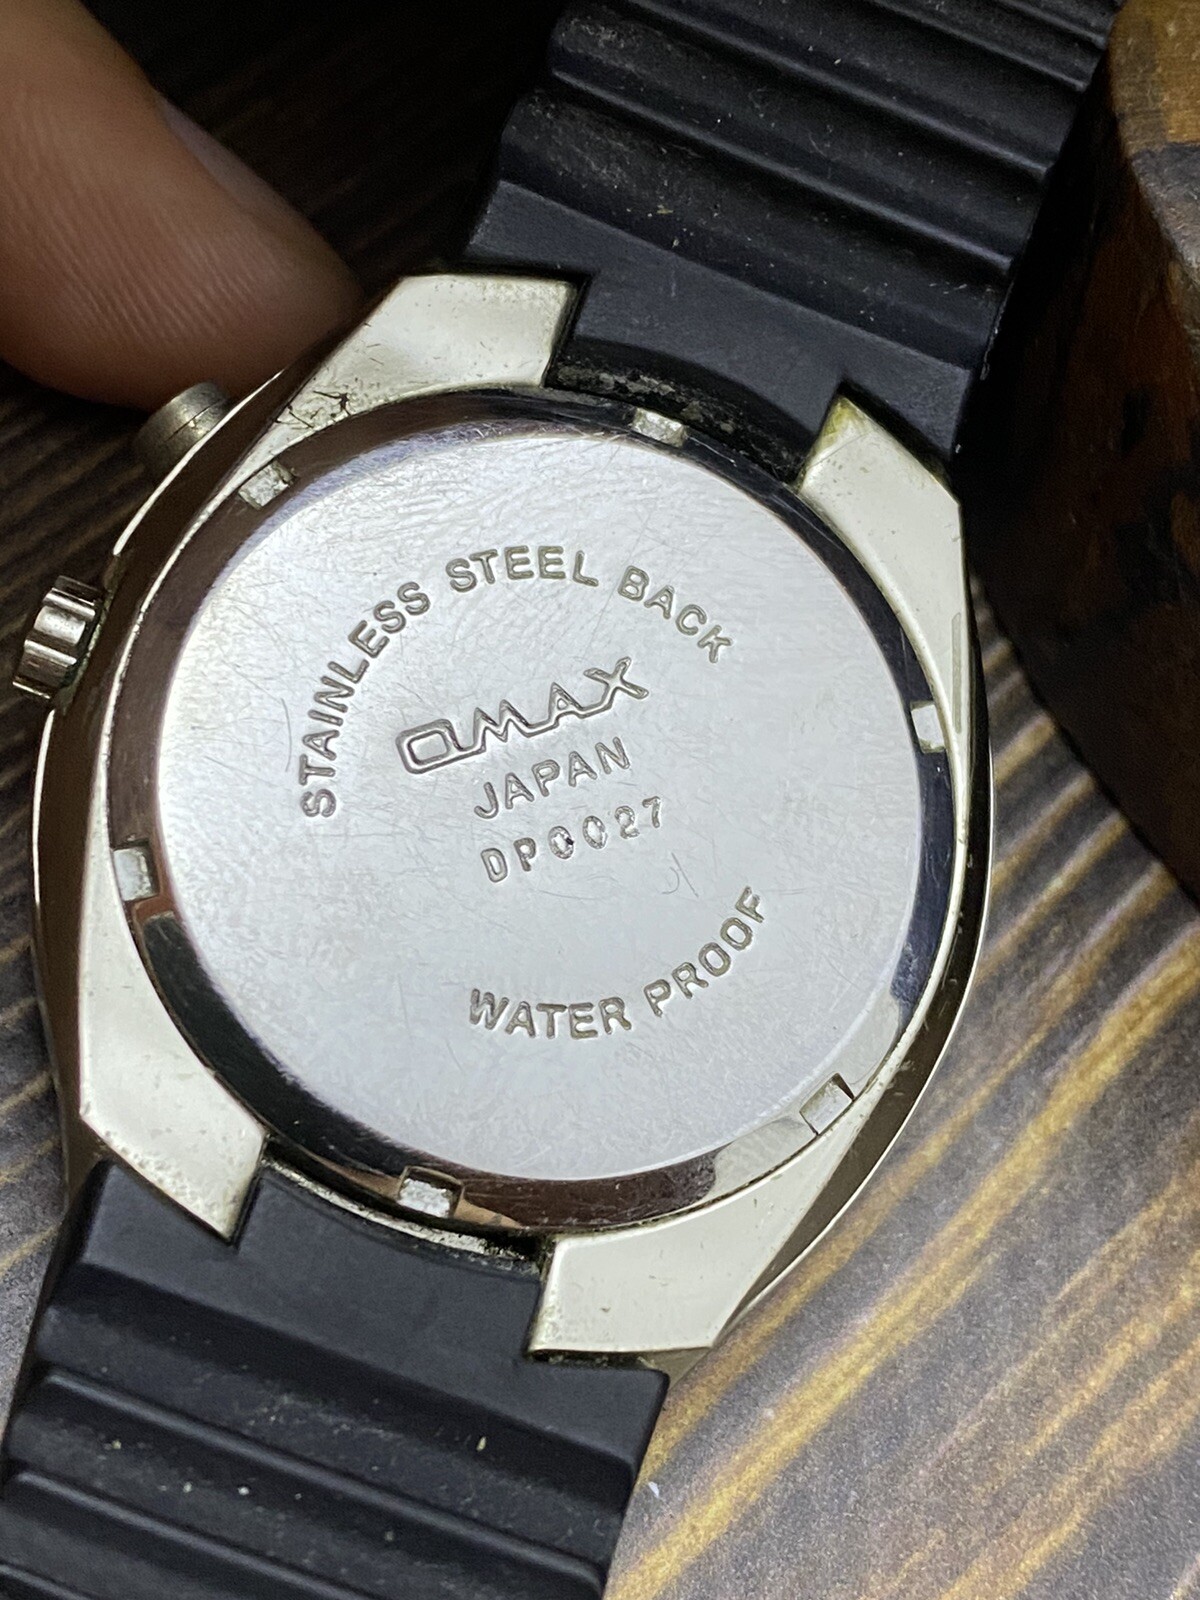 STAINLESS STEEL BACK
OMAX
JAPAN
DP0027
WATER PROOF